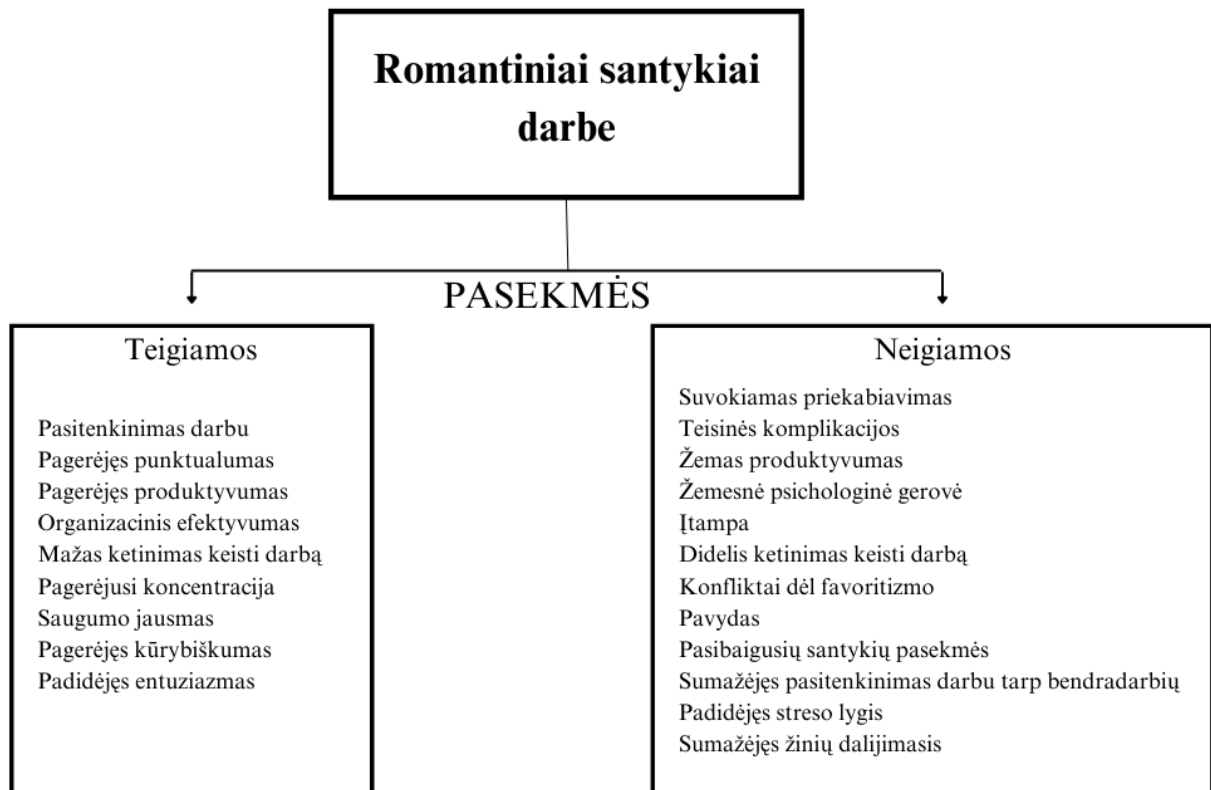 Romantiniai santykiai
darbe
PASEKMĖS
Teigiamos
Pasitenkinimas darbu
Pagerėjęs punktualumas
Pagerėjęs produktyvumas
Organizacinis efektyvumas
Mažas ketinimas keisti darbą
Pagerėjusi koncentracija
Saugumo jausmas
Pagerėjęs kūrybiškumas
Padidėjęs entuziazmas
Neigiamos
Suvokiamas priekabiavimas
Teisinės komplikacijos
Žemas produktyvumas
Žemesnė psichologinė gerovė
Įtampa
Didelis ketinimas keisti darbą
Konfliktai dėl favoritizmo
Pavydas
Pasibaigusių santykių pasekmės
Sumažėjęs pasitenkinimas darbu tarp bendradarbių
Padidėjęs streso lygis
Sumažėjęs žinių dalijimasis